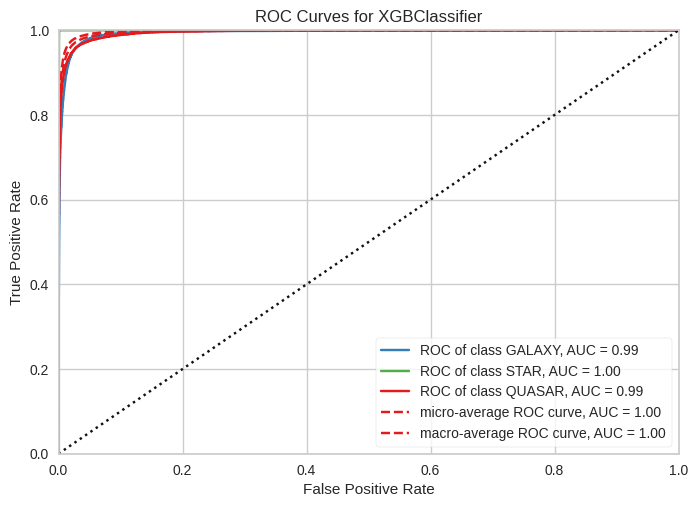 ROC Curves for XGBClassifier
1.0
0.8
0.6
0.4
0.2
0.0
True Positive Rate
ROC of class GALAXY, AUC = 0.99
ROC of class STAR, AUC = 1.00
ROC of class QUASAR, AUC = 0.99
micro-average ROC curve, AUC = 1.00
macro-average ROC curve, AUC = 1.00
0.0 0.2 0.4 0.6 0.8 1.0
False Positive Rate